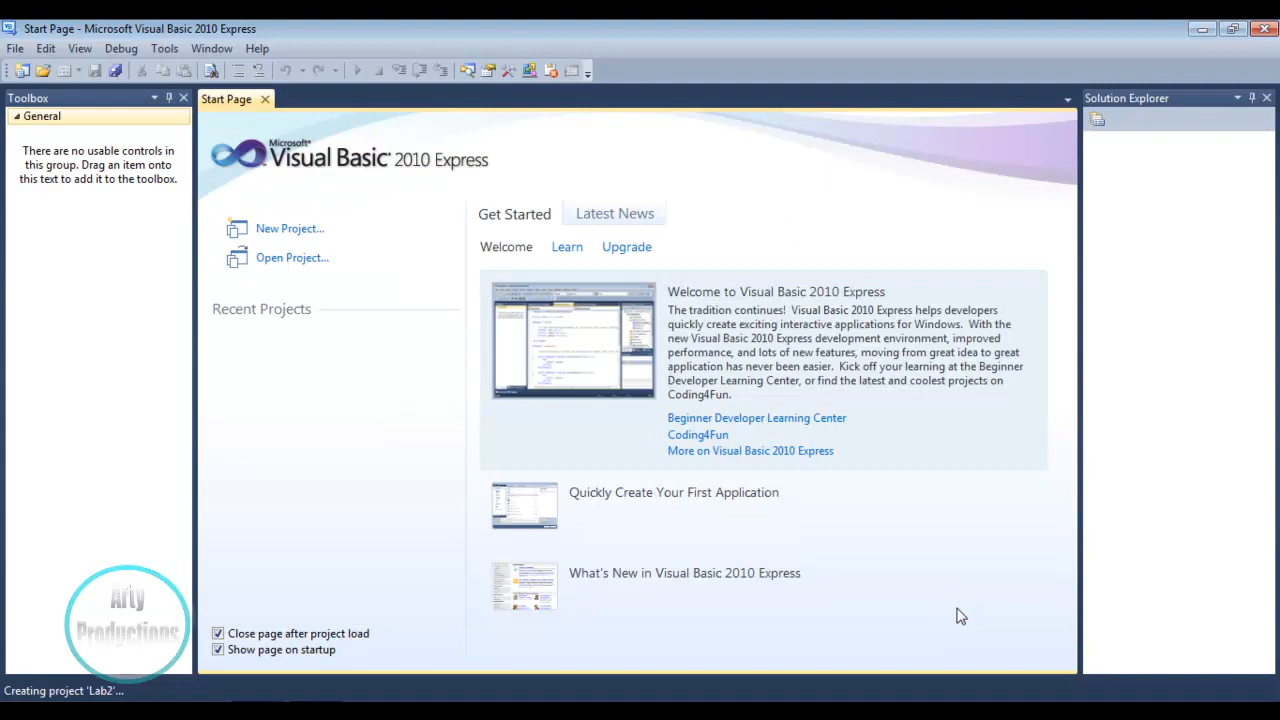 Start Page - Microsoft Visual Basic 2010 Express
File Edit View Debug Tools Window Help
Toolbox
General
There are no usable controls in
this group. Drag an item onto
this text to add it to the toolbox.
Start Page
Microsoft®
Visual Basic® 2010 Express
New Project...
Open Project...
Recent Projects
Close page after project load
Show page on startup
Get Started Latest News
Welcome Learn Upgrade
Welcome to Visual Basic 2010 Express
The tradition continues! Visual Basic 2010 Express helps developers
quickly create exciting interactive applications for Windows. With the
new Visual Basic 2010 Express development environment, improved
performance, and lots of new features, moving from great idea to great
application has never been easier. Kick off your learning at the Beginner
Developer Learning Center, or find the latest and coolest projects on
Coding4Fun.
Beginner Developer Learning Center
Coding4Fun
More on Visual Basic 2010 Express
Quickly Create Your First Application
What's New in Visual Basic 2010 Express
Solution Explorer
Arty
Productions
Creating project 'Lab2'...